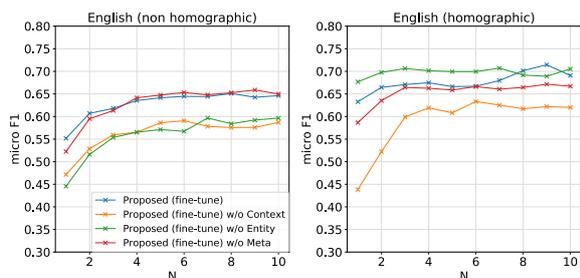 English (non homographic)
0.80
0.75
0.70
0.65
0.60
0.55
0.50
0.45
0.40
0.35
0.30
micro F1
2 4 6 8 10
N
Proposed (fine-tune)
Proposed (fine-tune) w/o Context
Proposed (fine-tune) w/o Entity
Proposed (fine-tune) w/o Meta
English (homographic)
0.80
0.75
0.70
0.65
0.60
0.55
0.50
0.45
0.40
0.35
0.30
micro F1
2 4 6 8 10
N